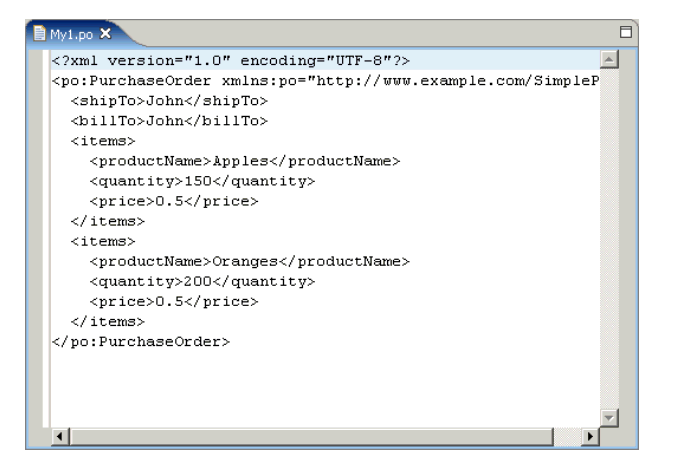 My1.po
<?xml version="1.0" encoding="UTF-8"?>
<po:PurchaseOrder xmlns:po="http://www.example.com/SimpleP
<shipTo>John</shipTo>
<billTo>John</billTo>
<items>
<productName>Apples</productName>
<quantity>150</quantity>
<price>0.5</price>
</items>
<items>
<productName>Oranges</productName>
<quantity>200</quantity>
<price>0.5</price>
</items>
</po:PurchaseOrder>